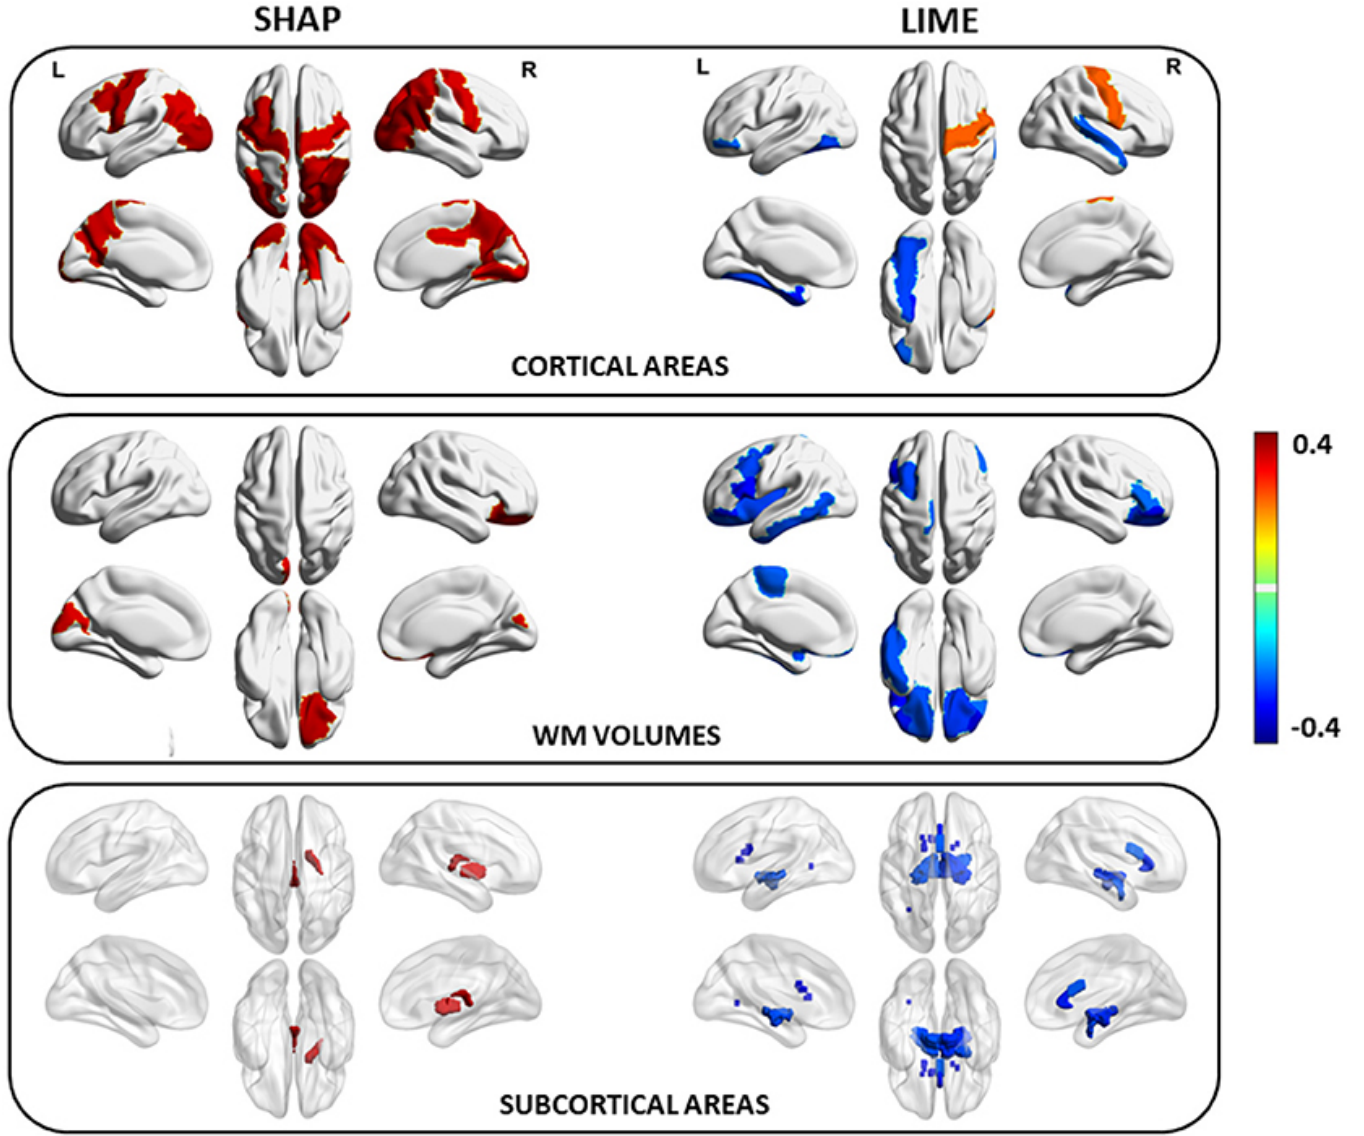 SHAP
LIME
L
R
L
R
CORTICAL AREAS
WM VOLUMES
0.4
-0.4
SUBCORTICAL AREAS